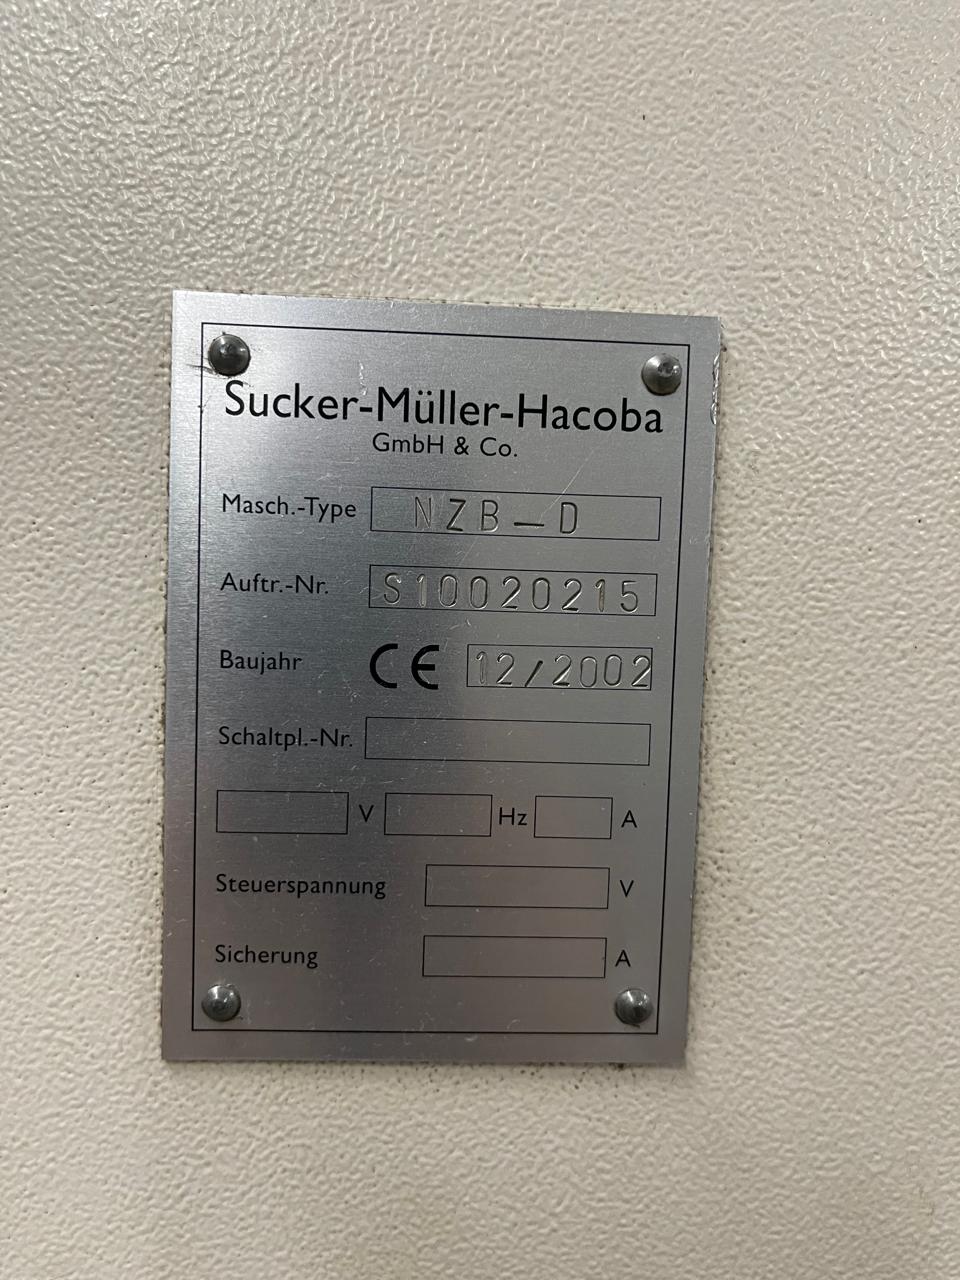 Sucker-Müller-Hacoba
GmbH & Co.
Masch.-Type NZB-D
Auftr.-Nr. S10020215
Baujahr CE 12/2002
Schaltpl.-Nr.
V Hz A
Steuerspannung V
Sicherung A